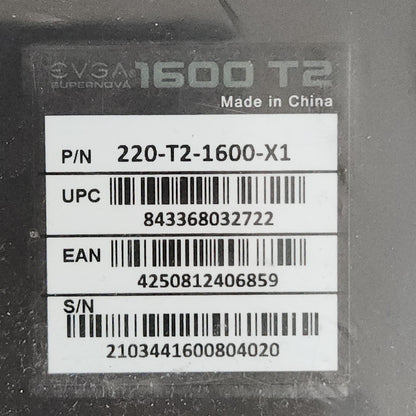 EVGA® 1600 T2
SUPERNOVA
Made in China
P/N 220-T2-1600-X1
UPC
843368032722
EAN
4250812406859
S/N
2103441600804020